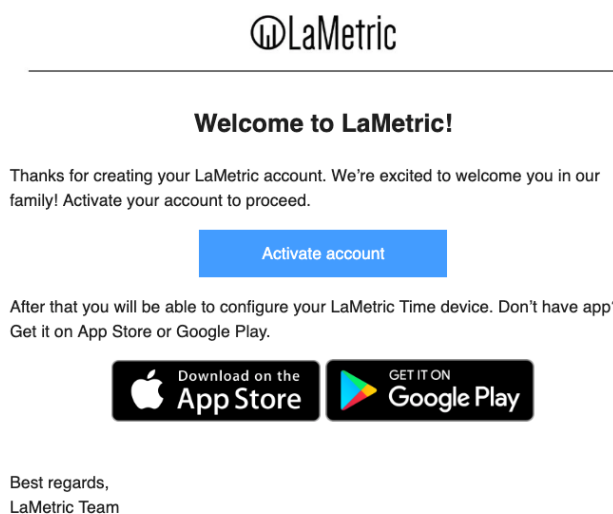 LaMetric
Welcome to LaMetric!
Thanks for creating your LaMetric account. We’re excited to welcome you in our
family! Activate your account to proceed.
Activate account
After that you will be able to configure your LaMetric Time device. Don’t have app?
Get it on App Store or Google Play.
Download on the
App Store
GET IT ON
Google Play
Best regards,
LaMetric Team